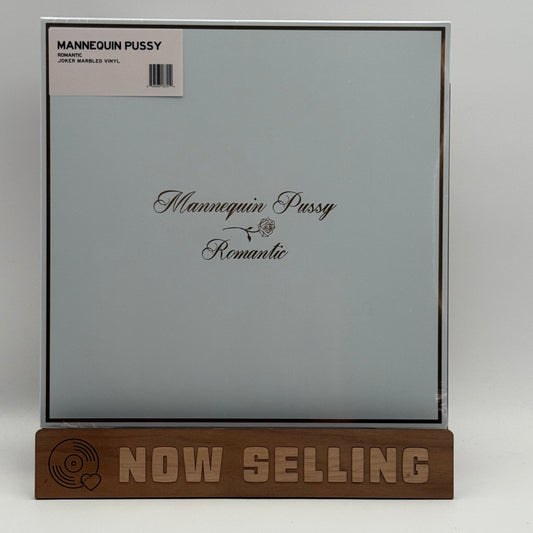 MANNEQUIN PUSSY
ROMANTIC
JOKER MARBLED VINYL
Mannequin Pussy
Romantic
NOW SELLING